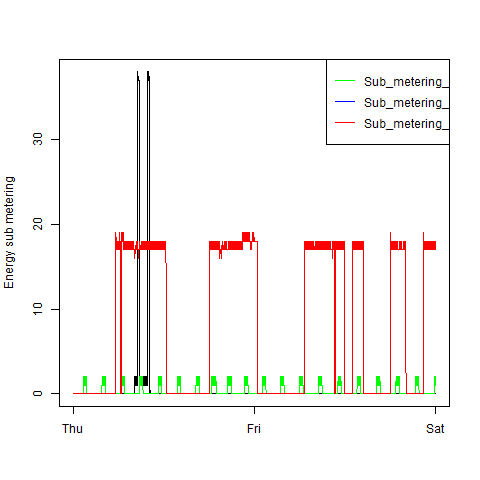 Sub_metering_
Sub_metering_
Sub_metering_
Energy sub metering
30
20
10
0
Thu Fri Sat